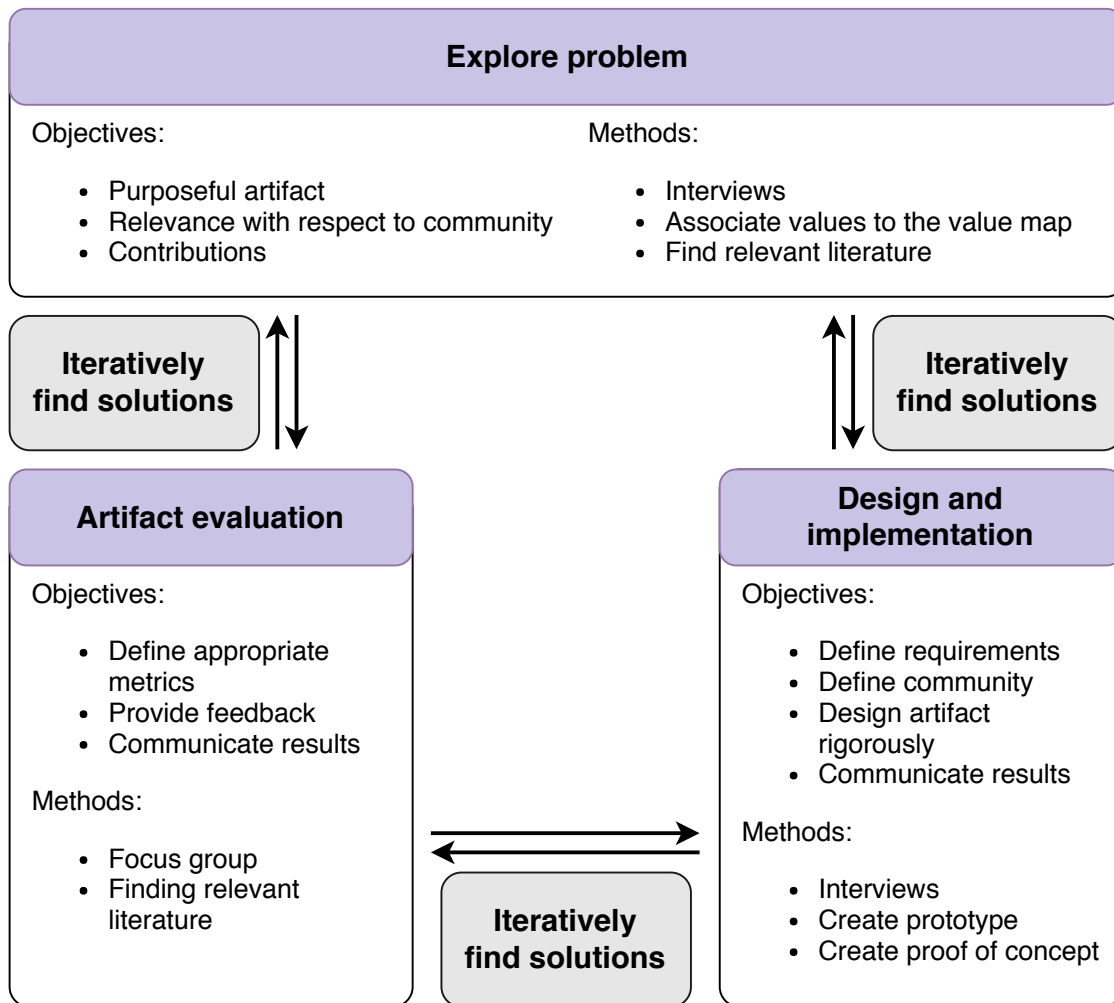 Explore problem
Objectives:
• Purposeful artifact
• Relevance with respect to community
• Contributions
Methods:
• Interviews
• Associate values to the value map
• Find relevant literature
Iteratively
find solutions
Iteratively
find solutions
Artifact evaluation
Objectives:
• Define appropriate
metrics
• Provide feedback
• Communicate results
Methods:
• Focus group
• Finding relevant
literature
Iteratively
find solutions
Design and
implementation
Objectives:
• Define requirements
• Define community
• Design artifact
rigorously
• Communicate results
Methods:
• Interviews
• Create prototype
• Create proof of concept